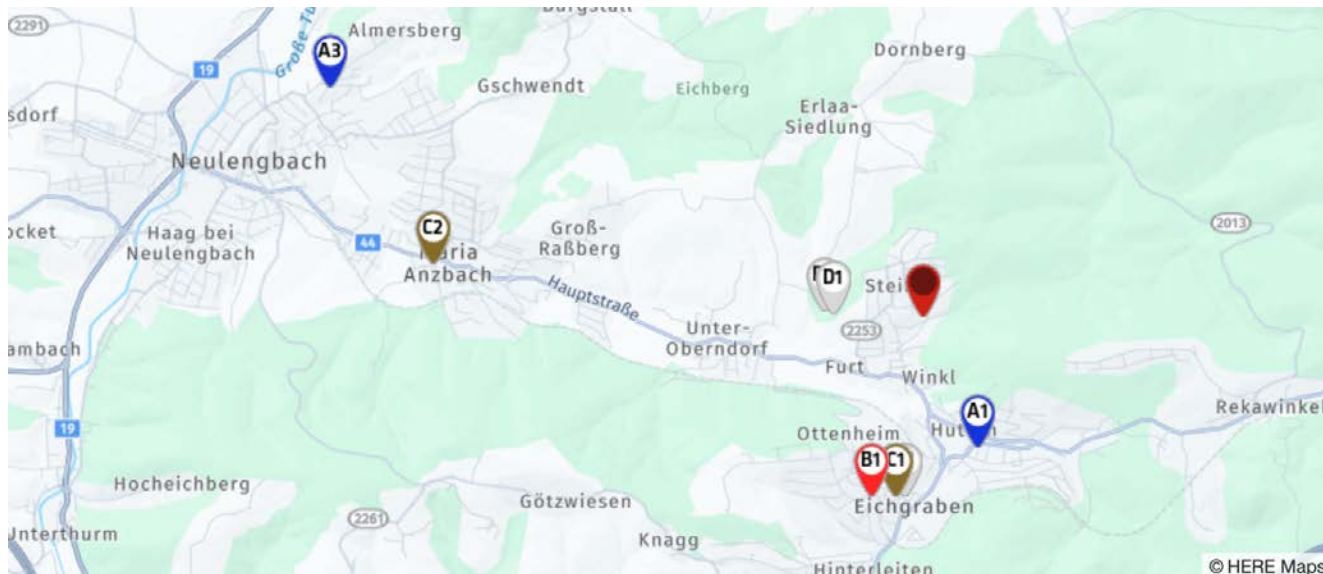 2291
Almersberg
Große
A3
19
Dornberg
Gschwendt
Eichberg
Erlaa-
Siedlung
Neulengbach
2013
C2
Groß-
Raßberg
Haag bei
Neulengbach
44
Anzbach
D1
Hauptstraße
2253
Unter-
Oberndorf
Furt
Winkl
A1
Rekawinkel
19
Ottenheim
B1
C1
Hocheichberg
Eichgraben
Götzwiesen
2261
Knagg
Hinterleiten
© HERE Maps